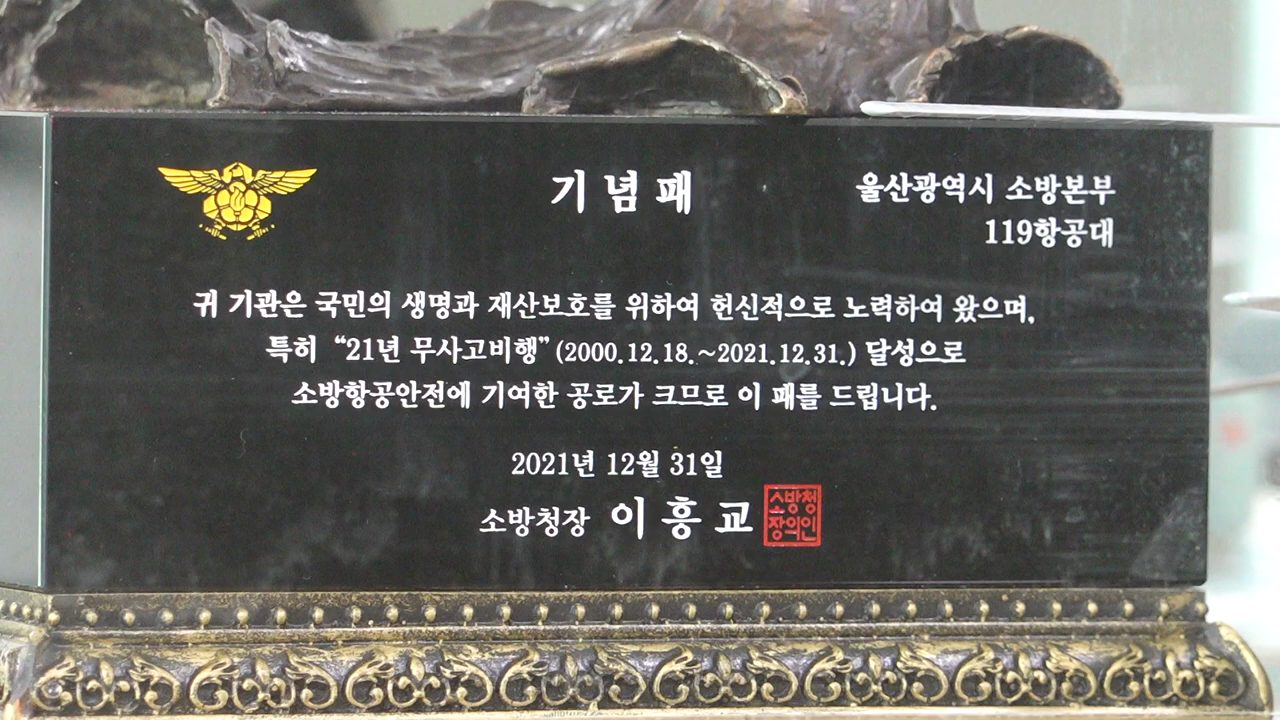 기념패
울산광역시 소방본부
119항공대
귀 기관은 국민의 생명과 재산보호를 위하여 헌신적으로 노력하여 왔으며,
특히 “21년 무사고비행”(2000.12.18.~2021.12.31.) 달성으로
소방항공안전에 기여한 공로가 크므로 이 패를 드립니다.
2021년 12월 31일
소방청장 이흥교
소방청
장의인